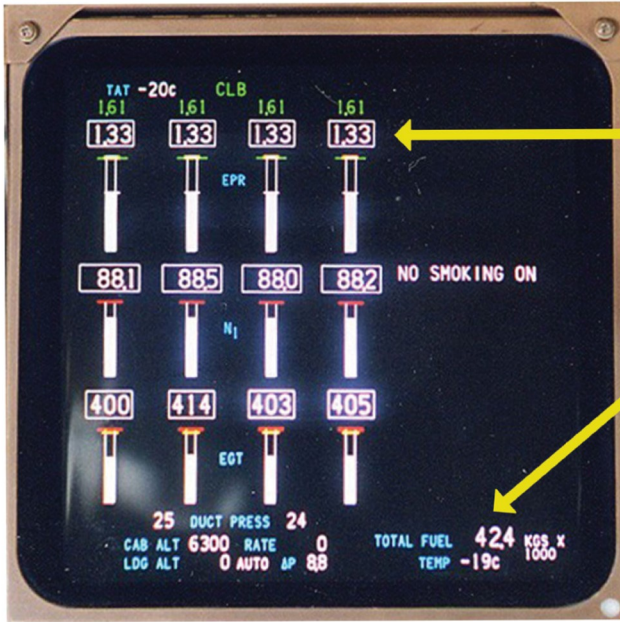 TAT -20c CLB
1.61 1.61 1.61 1.61
1.33 1.33 1.33 1.33
EPR
88.1 88.5 88.0 88.2 NO SMOKING ON
N1
400 414 403 405
EGT
25 DUCT PRESS 24
CAB ALT 6300 RATE 0 TOTAL FUEL 42.4 KGS X 1000
LDG ALT 0 AUTO ΔP 8.8 TEMP -19c